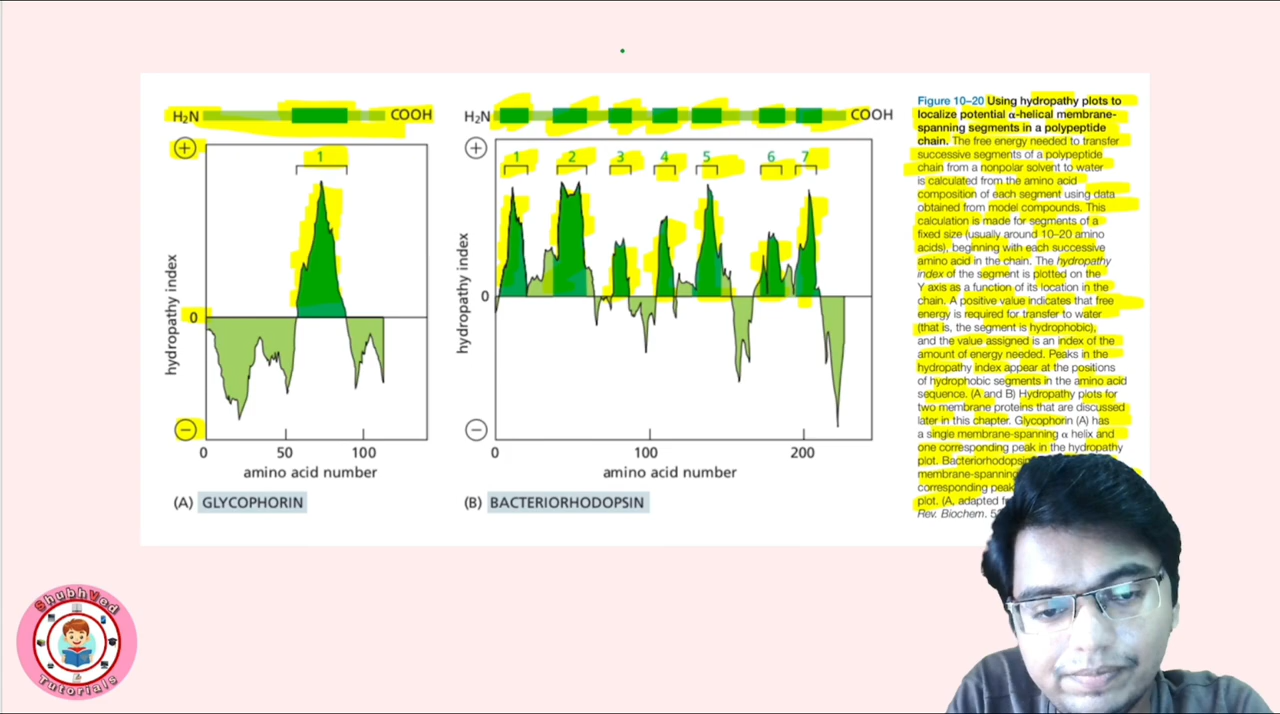 H₂N COOH
+
1
0
−
hydropathy index
0 50 100
amino acid number
(A) GLYCOPHORIN
H₂N COOH
+
1 2 3 4 5 6 7
0
−
hydropathy index
0 100 200
amino acid number
(B) BACTERIORHODOPSIN
Figure 10–20 Using hydropathy plots to
localize potential α-helical membrane-
spanning segments in a polypeptide
chain. The free energy needed to transfer
successive segments of a polypeptide
chain from a nonpolar solvent to water
is calculated from the amino acid
composition of each segment using data
obtained from model compounds. This
calculation is made for segments of a
fixed size (usually around 10–20 amino
acids), beginning with each successive
amino acid in the chain. The hydropathy
index of the segment is plotted on the
Y axis as a function of its location in the
chain. A positive value indicates that free
energy is required for transfer to water
(that is, the segment is hydrophobic),
and the value assigned is an index of the
amount of energy needed. Peaks in the
hydropathy index appear at the positions
of hydrophobic segments in the amino acid
sequence. (A and B) Hydropathy plots for
two membrane proteins that are discussed
later in this chapter. Glycophorin (A) has
a single membrane-spanning α helix and
one corresponding peak in the hydropathy
plot.
membrane-spanning
corresponding
plot. (A, adapted
Rev. Biochem.
ShubhVed
Tutorials